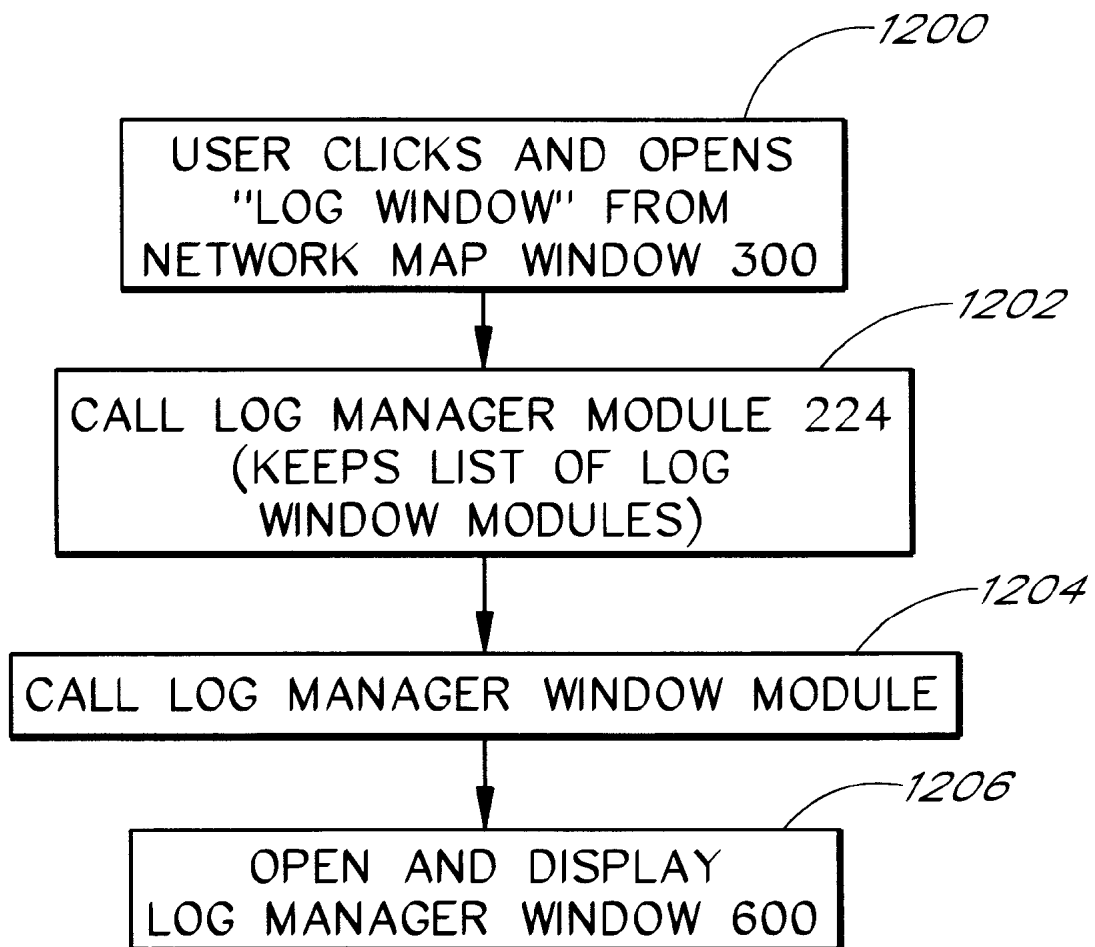 1200
USER CLICKS AND OPENS
"LOG WINDOW" FROM
NETWORK MAP WINDOW 300
1202
CALL LOG MANAGER MODULE 224
(KEEPS LIST OF LOG
WINDOW MODULES)
1204
CALL LOG MANAGER WINDOW MODULE
1206
OPEN AND DISPLAY
LOG MANAGER WINDOW 600